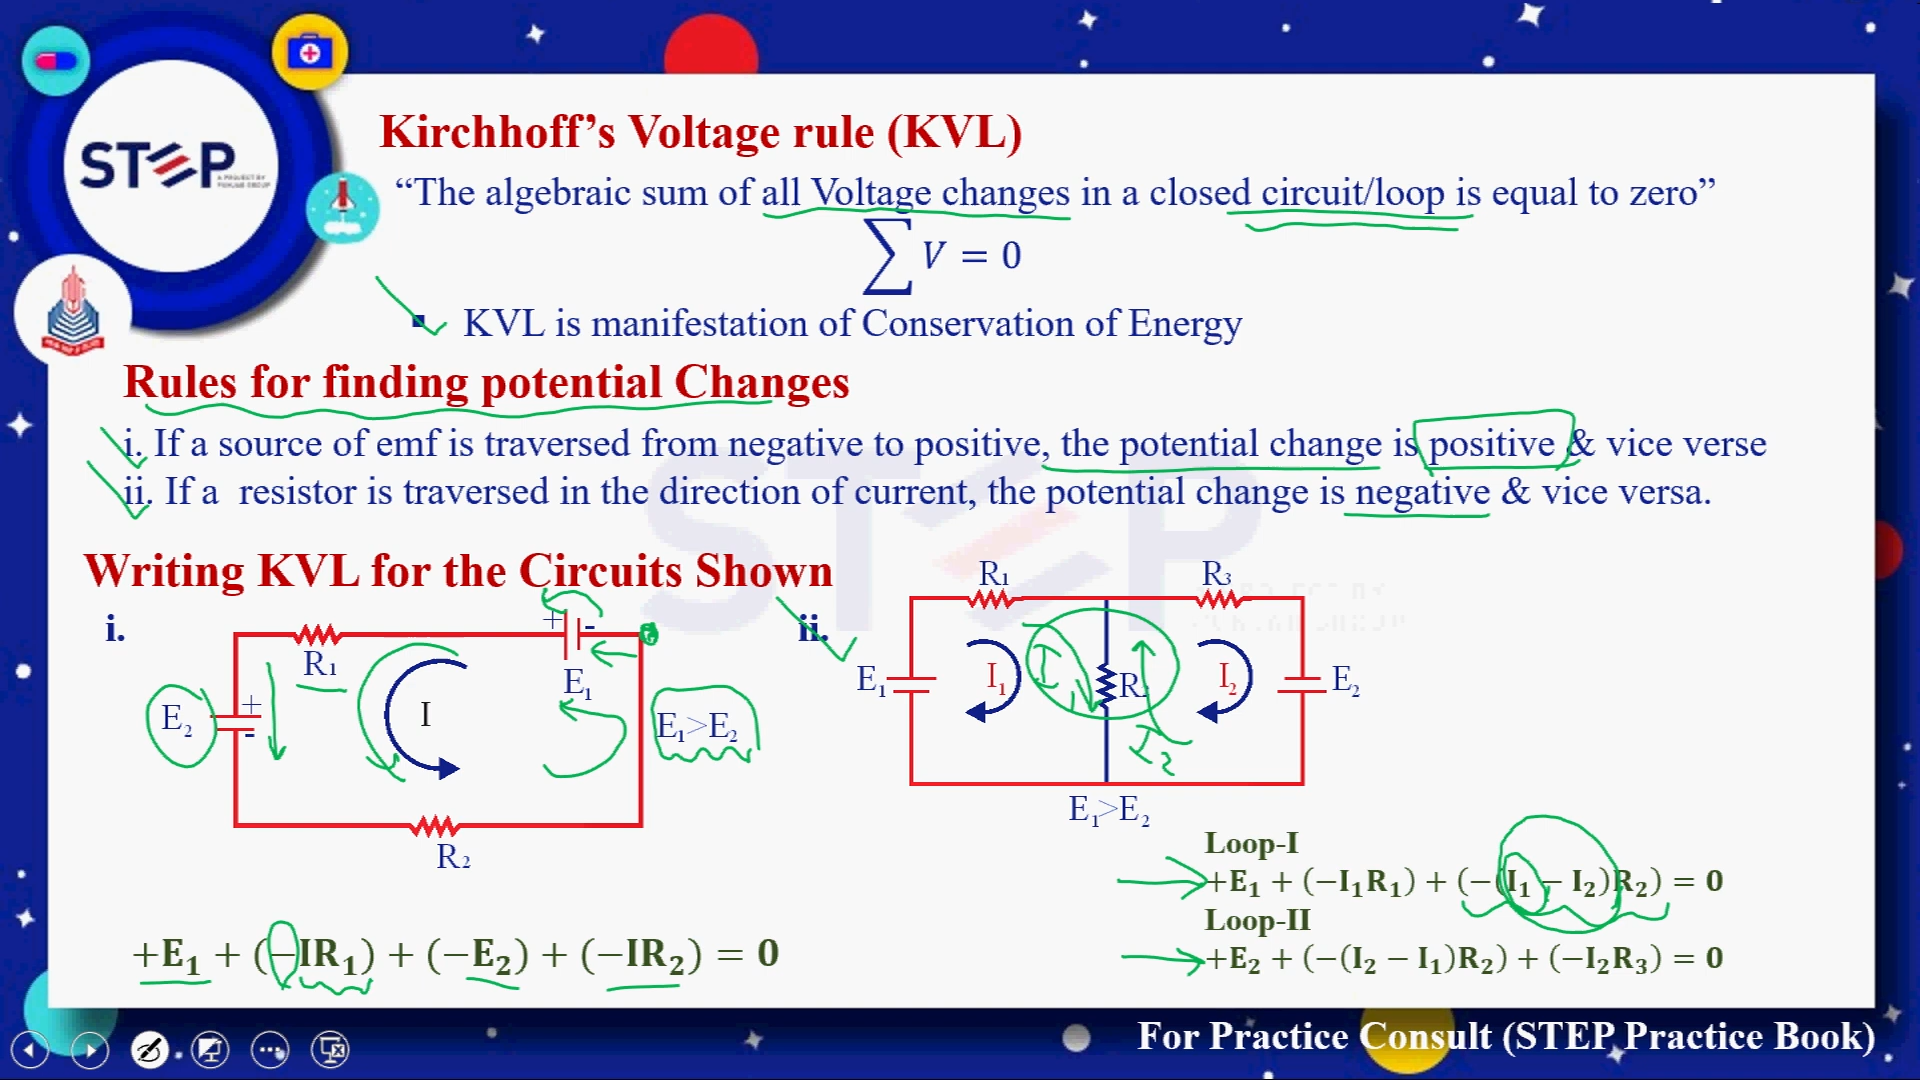 STEP
A PROJECT BY
PUNJAB GROUP
Kirchhoff’s Voltage rule (KVL)
“The algebraic sum of all Voltage changes in a closed circuit/loop is equal to zero”
∑ V = 0
▪ KVL is manifestation of Conservation of Energy
Rules for finding potential Changes
i. If a source of emf is traversed from negative to positive, the potential change is positive & vice verse
ii. If a resistor is traversed in the direction of current, the potential change is negative & vice versa.
STEP
Writing KVL for the Circuits Shown
i.
R₁
+ -
E₁
E₂
+
-
I
E₁>E₂
R₂
ii.
R₁
R₃
E₁
I₁
I
R
I₂
E₂
I₂
E₁>E₂
+E₁ + (−IR₁) + (−E₂) + (−IR₂) = 0
Loop-I
+E₁ + (−I₁R₁) + (−(I₁ − I₂)R₂) = 0
Loop-II
+E₂ + (−(I₂ − I₁)R₂) + (−I₂R₃) = 0
For Practice Consult (STEP Practice Book)